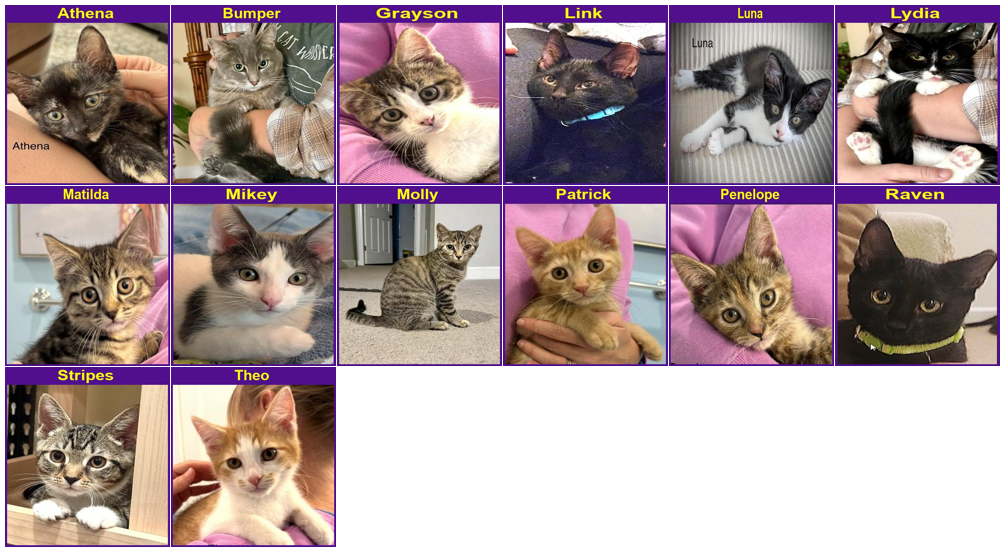 Athena
Bumper
Grayson
Link
Luna
Lydia
Athena
Luna
Matilda
Mikey
Molly
Patrick
Penelope
Raven
Stripes
Theo